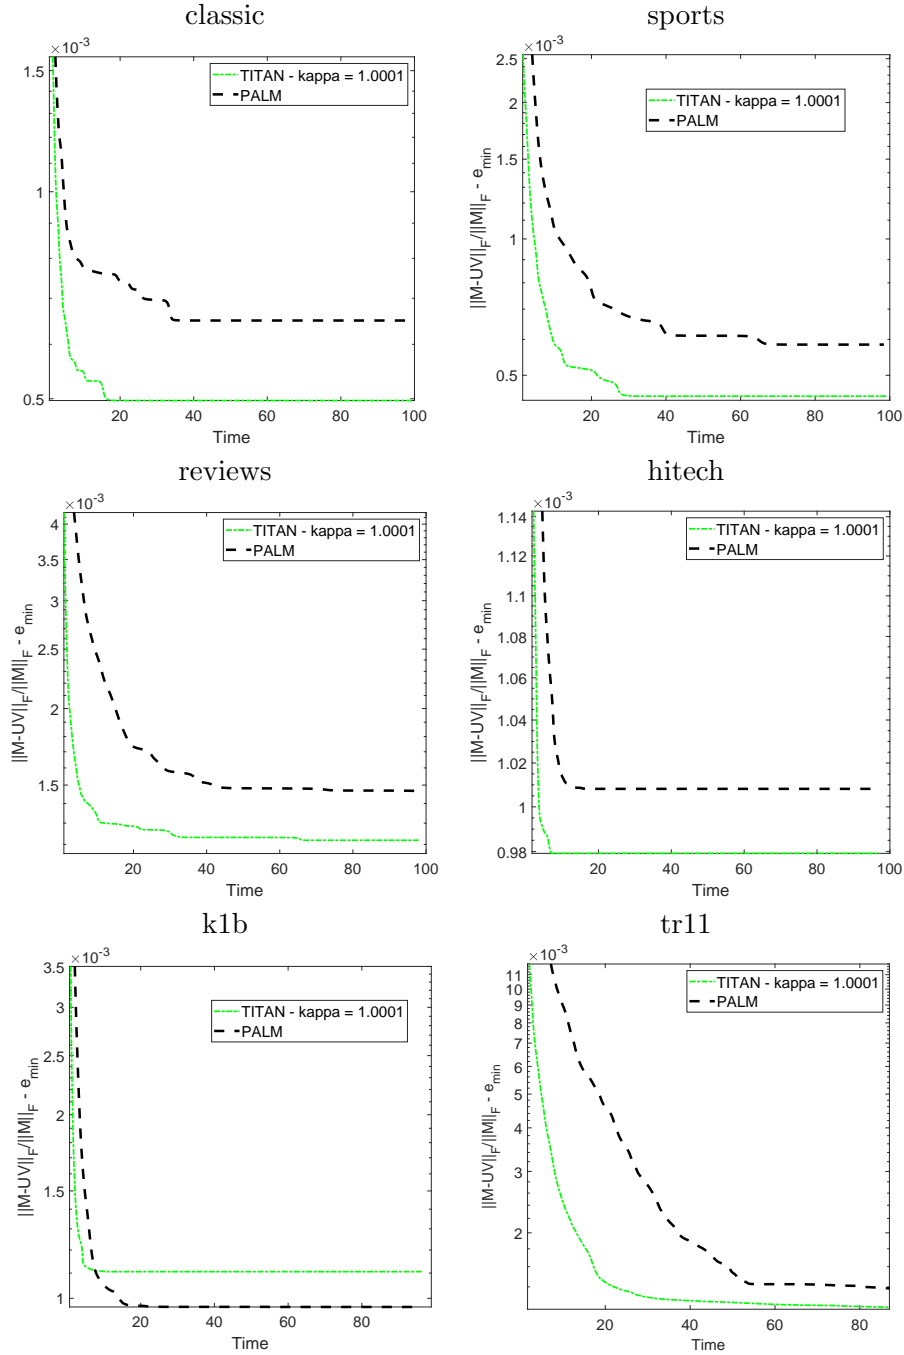 classic
×10^-3
1.5
1
0.5
20 40 60 80 100
Time
TITAN - kappa = 1.0001
PALM
sports
×10^-3
2.5
2
1.5
1
0.5
20 40 60 80 100
Time
||M-UV||_F/||M||_F - e_min
TITAN - kappa = 1.0001
PALM
reviews
×10^-3
4
3.5
3
2.5
2
1.5
20 40 60 80 100
Time
||M-UV||_F/||M||_F - e_min
TITAN - kappa = 1.0001
PALM
hitech
×10^-3
1.14
1.12
1.1
1.08
1.06
1.04
1.02
1
0.98
20 40 60 80 100
Time
||M-UV||_F/||M||_F - e_min
TITAN - kappa = 1.0001
PALM
k1b
×10^-3
3.5
3
2.5
2
1.5
1
20 40 60 80
Time
||M-UV||_F/||M||_F - e_min
TITAN - kappa = 1.0001
PALM
tr11
×10^-3
11
10
9
8
7
6
5
4
3
2
20 40 60 80
Time
||M-UV||_F/||M||_F - e_min
TITAN - kappa = 1.0001
PALM